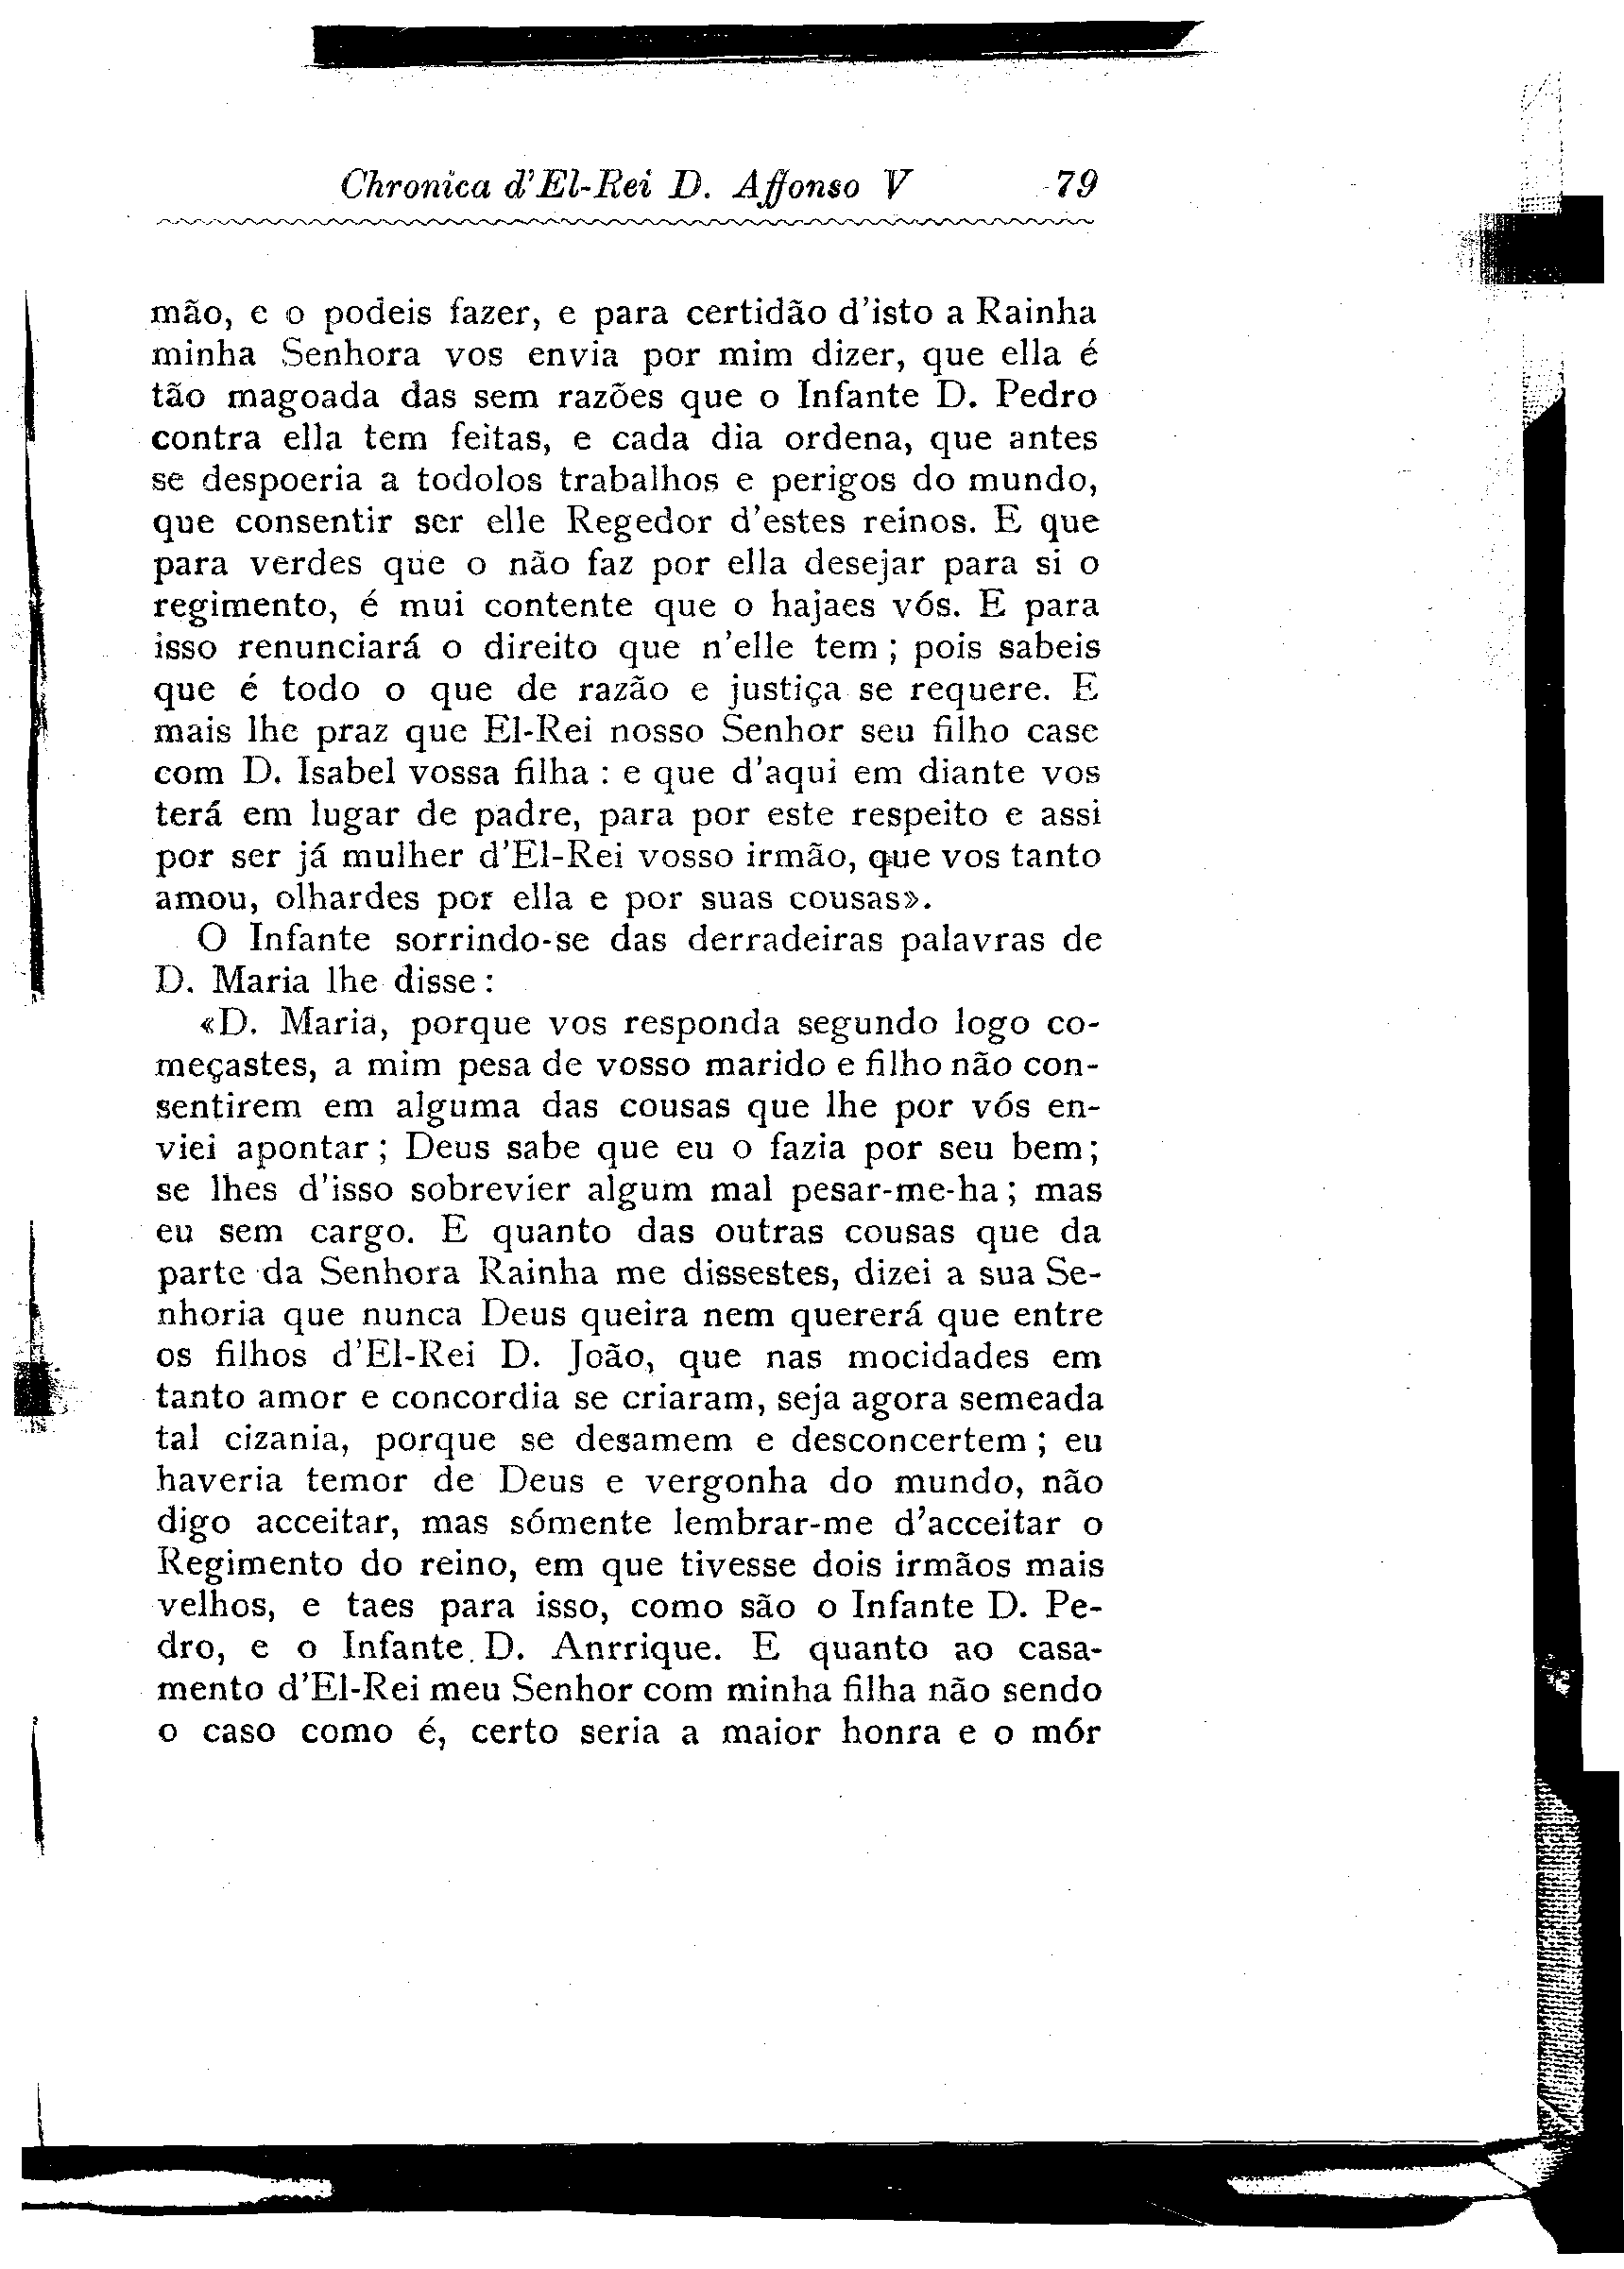 Chronica d'El-Rei D. Affonso V 79
mão, e o podeis fazer, e para certidão d'isto a Rainha
minha Senhora vos envia por mim dizer, que ella é
tão magoada das sem razões que o Infante D. Pedro
contra ella tem feitas, e cada dia ordena, que antes
se despoeria a todolos trabalhos e perigos do mundo,
que consentir ser elle Regedor d'estes reinos. E que
para verdes que o não faz por ella desejar para si o
regimento, é mui contente que o hajaes vós. E para
isso renunciará o direito que n'elle tem ; pois sabeis
que é todo o que de razão e justiça se requere. E
mais lhe praz que El-Rei nosso Senhor seu filho case
com D. Isabel vossa filha : e que d'aqui em diante vos
terá em lugar de padre, para por este respeito e assi
por ser já mulher d'El-Rei vosso irmão, que vos tanto
amou, olhardes por ella e por suas cousas».
O Infante sorrindo-se das derradeiras palavras de
D. Maria lhe disse :
«D. Maria, porque vos responda segundo logo co-
meçastes, a mim pesa de vosso marido e filho não con-
sentirem em alguma das cousas que lhe por vós en-
viei apontar ; Deus sabe que eu o fazia por seu bem ;
se lhes d'isso sobrevier algum mal pesar-me-ha ; mas
eu sem cargo. E quanto das outras cousas que da
parte da Senhora Rainha me dissestes, dizei a sua Se-
nhoria que nunca Deus queira nem quererá que entre
os filhos d'El-Rei D. João, que nas mocidades em
tanto amor e concordia se criaram, seja agora semeada
tal cizania, porque se desamem e desconcertem ; eu
haveria temor de Deus e vergonha do mundo, não
digo acceitar, mas sómente lembrar-me d'acceitar o
Regimento do reino, em que tivesse dois irmãos mais
velhos, e taes para isso, como são o Infante D. Pe-
dro, e o Infante D. Anrrique. E quanto ao casa-
mento d'El-Rei meu Senhor com minha filha não sendo
o caso como é, certo seria a maior honra e o mór